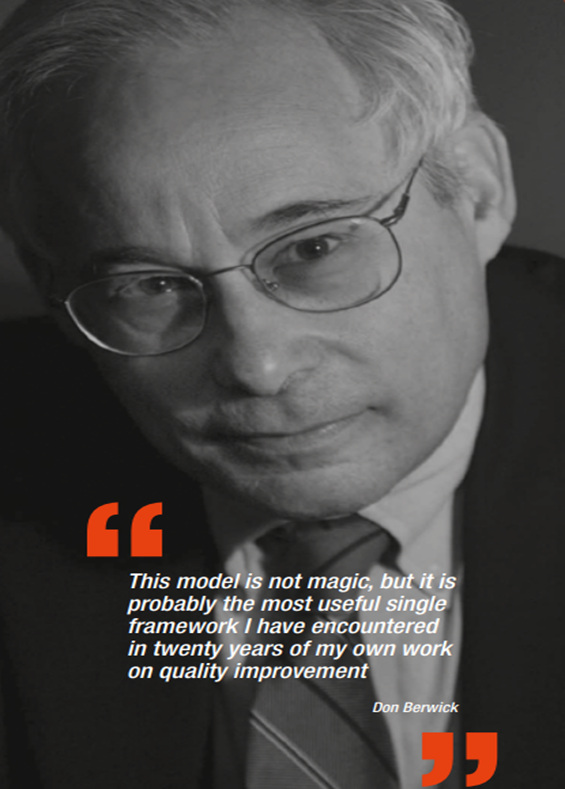 “
This model is not magic, but it is
probably the most useful single
framework I have encountered
in twenty years of my own work
on quality improvement
Don Berwick
”